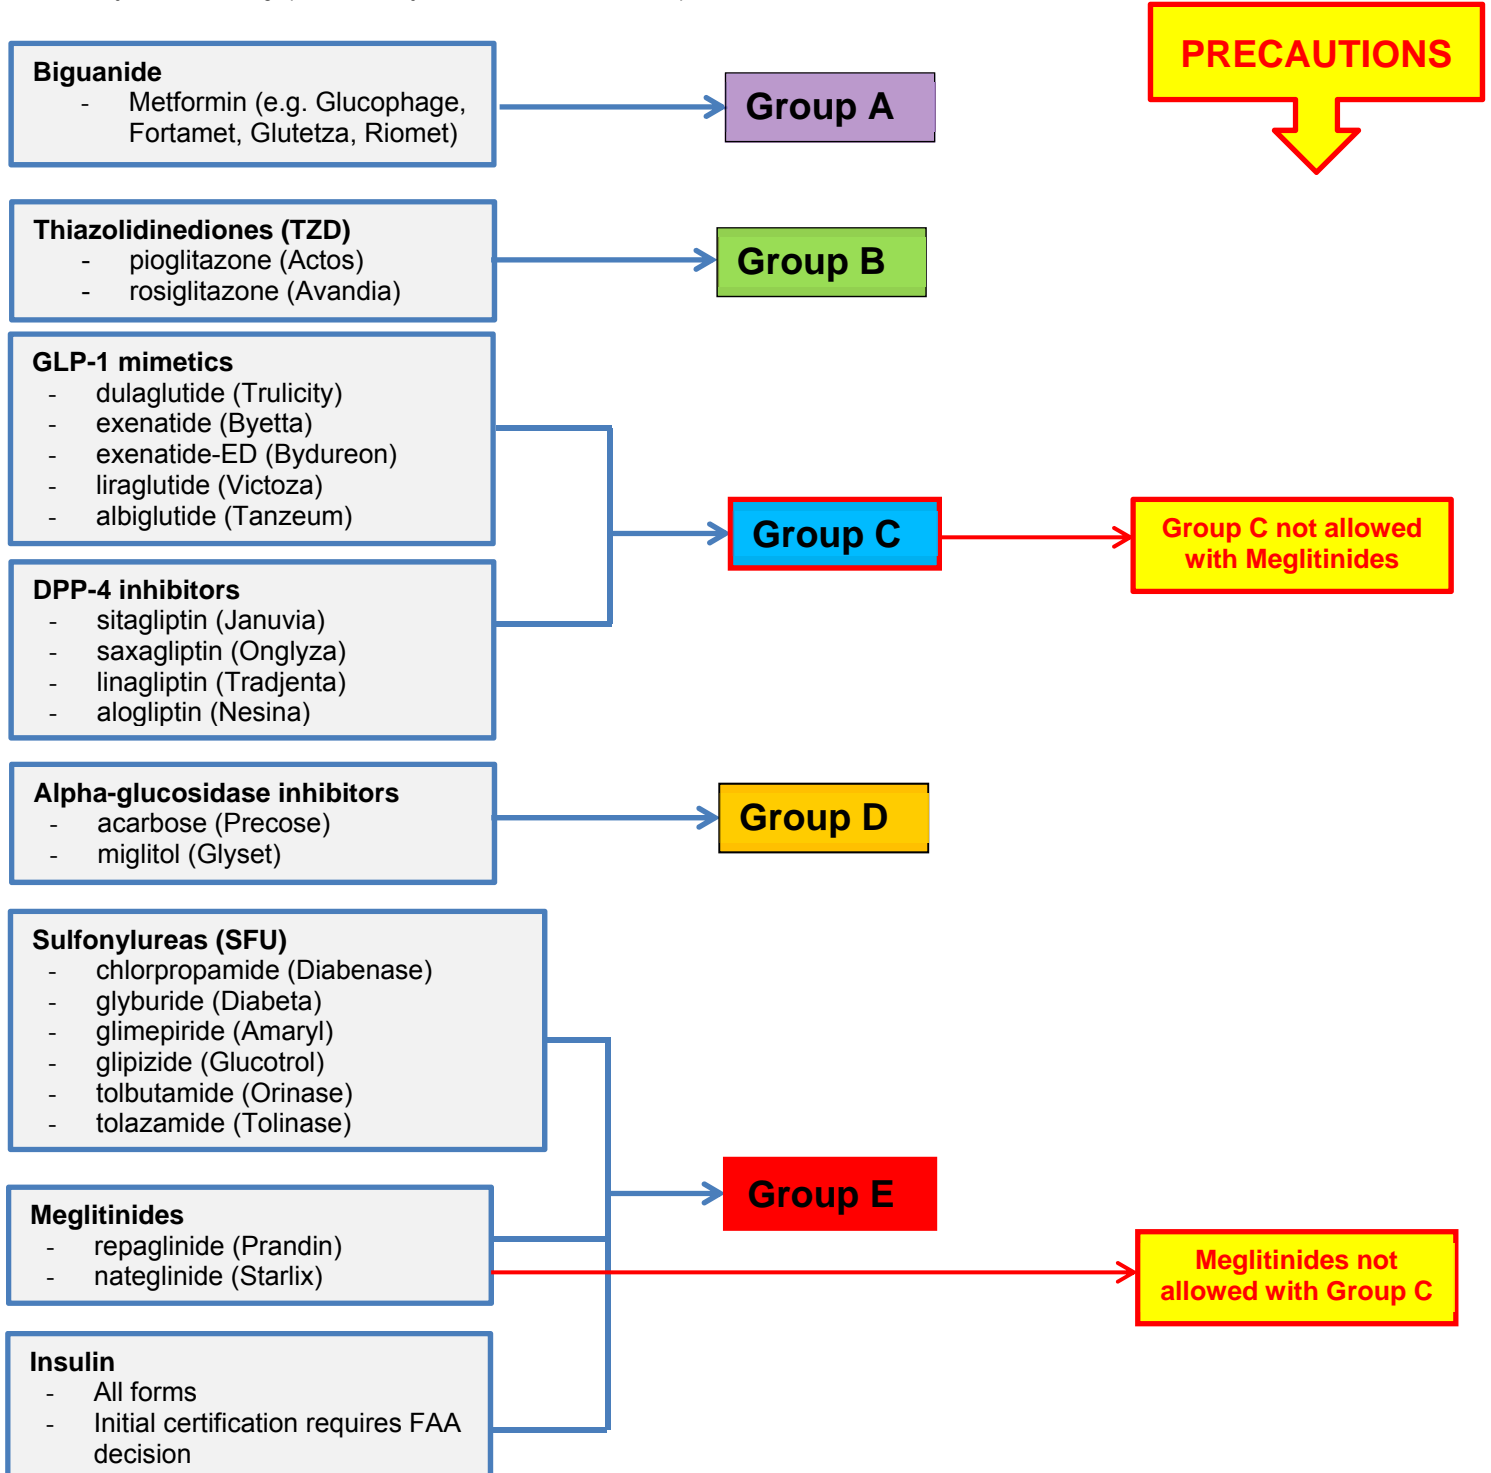 PRECAUTIONS
Biguanide
- Metformin (e.g. Glucophage,
Fortamet, Glutetza, Riomet)
Group A
Thiazolidinediones (TZD)
- pioglitazone (Actos)
- rosiglitazone (Avandia)
Group B
GLP-1 mimetics
- dulaglutide (Trulicity)
- exenatide (Byetta)
- exenatide-ED (Bydureon)
- liraglutide (Victoza)
- albiglutide (Tanzeum)
Group C
Group C not allowed
with Meglitinides
DPP-4 inhibitors
- sitagliptin (Januvia)
- saxagliptin (Onglyza)
- linagliptin (Tradjenta)
- alogliptin (Nesina)
Alpha-glucosidase inhibitors
- acarbose (Precose)
- miglitol (Glyset)
Group D
Sulfonylureas (SFU)
- chlorpropamide (Diabenase)
- glyburide (Diabeta)
- glimepiride (Amaryl)
- glipizide (Glucotrol)
- tolbutamide (Orinase)
- tolazamide (Tolinase)
Group E
Meglitinides
- repaglinide (Prandin)
- nateglinide (Starlix)
Meglitinides not
allowed with Group C
Insulin
- All forms
- Initial certification requires FAA
decision